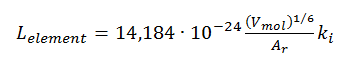 L_element = 14,184 · 10^-24 (V_mol)^1/6 / A_r k_i